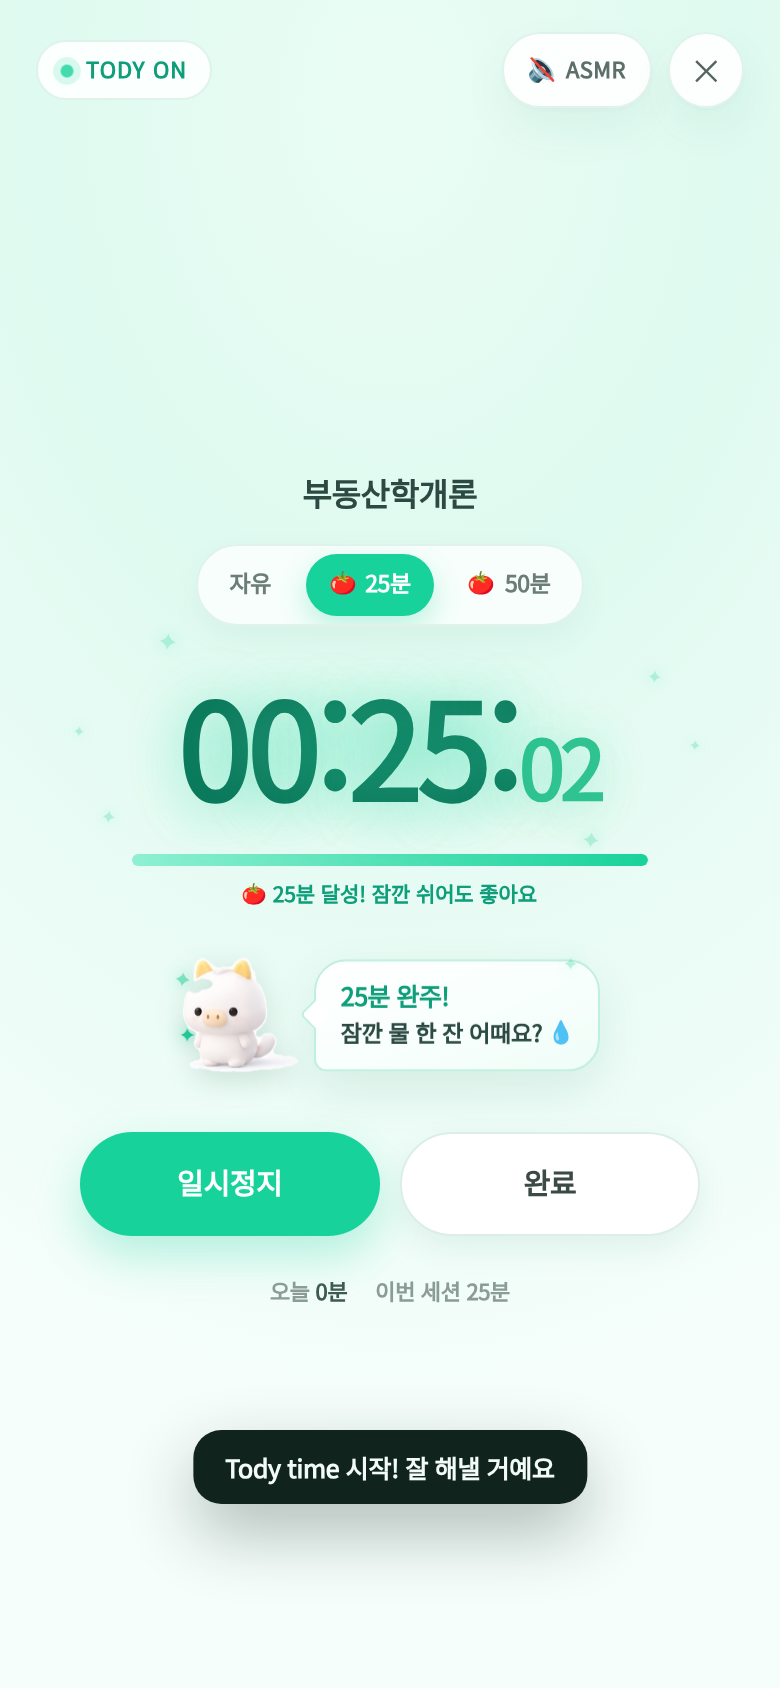 TODY ON
ASMR
부동산학개론
자유
25분
50분
00:25:02
25분 달성! 잠깐 쉬어도 좋아요
25분 완주!
잠깐 물 한 잔 어때요?
일시정지
완료
오늘 0분 이번 세션 25분
Tody time 시작! 잘 해낼 거예요